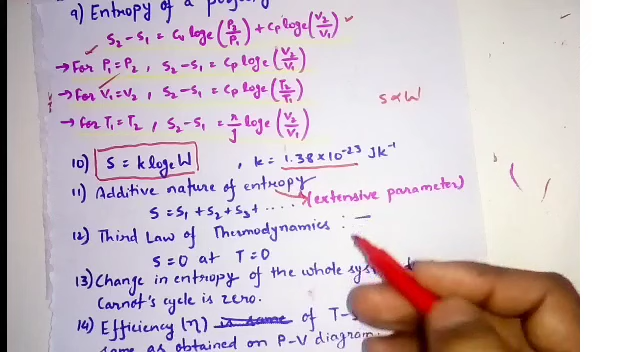 9) Entropy of a
S₂-S₁ = Cᵥ logₑ(P₂/P₁) + Cₚ logₑ(V₂/V₁)
→ For P₁=P₂, S₂-S₁ = Cₚ logₑ(V₂/V₁)
→ For V₁=V₂, S₂-S₁ = Cₚ logₑ(T₂/T₁)
S∝W
→ For T₁=T₂, S₂-S₁ = r/J logₑ(V₂/V₁)
10) S = k logₑ W , k = 1.38×10⁻²³ Jk⁻¹
11) Additive nature of entropy
(extensive parameter)
S = S₁ + S₂ + S₃ + ......
12) Third Law of Thermodynamics : —
S=0 at T=0
13) Change in entropy of the whole
Carnot's cycle is zero.
14) Efficiency (η) is same of T-S
same as obtained on P-V diagram.